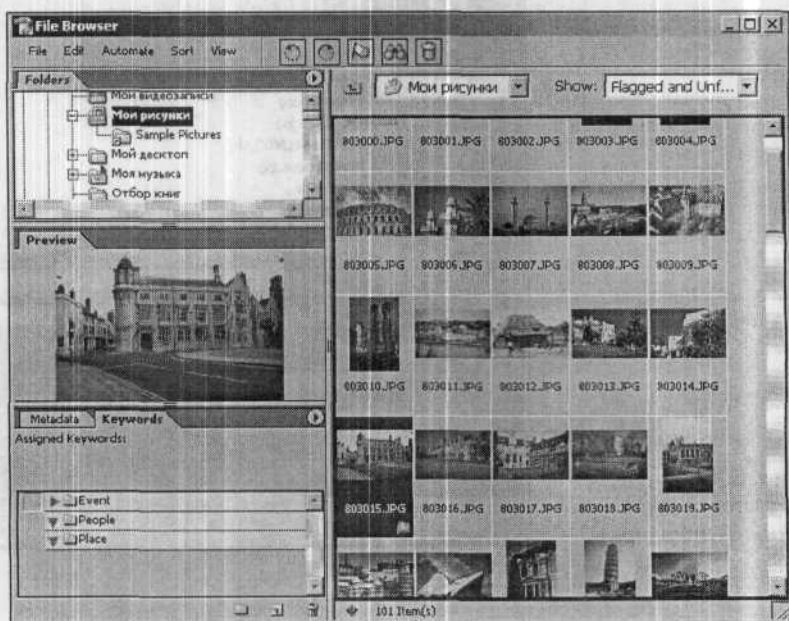 File Browser
File Edit Automate Sort View
Folders
Мои видеозаписи
Мои рисунки
Sample Pictures
Мой десктоп
Моя музыка
Отбор книг
Preview
Metadata Keywords
Assigned Keywords:
Event
People
Place
Мои рисунки Show: Flagged and Unf...
803000.JPG 803001.JPG 803002.JPG 803003.JPG 803004.JPG
803005.JPG 803006.JPG 803007.JPG 803008.JPG 803009.JPG
803010.JPG 803011.JPG 803012.JPG 803013.JPG 803014.JPG
803015.JPG 803016.JPG 803017.JPG 803018.JPG 803019.JPG
101 Item(s)